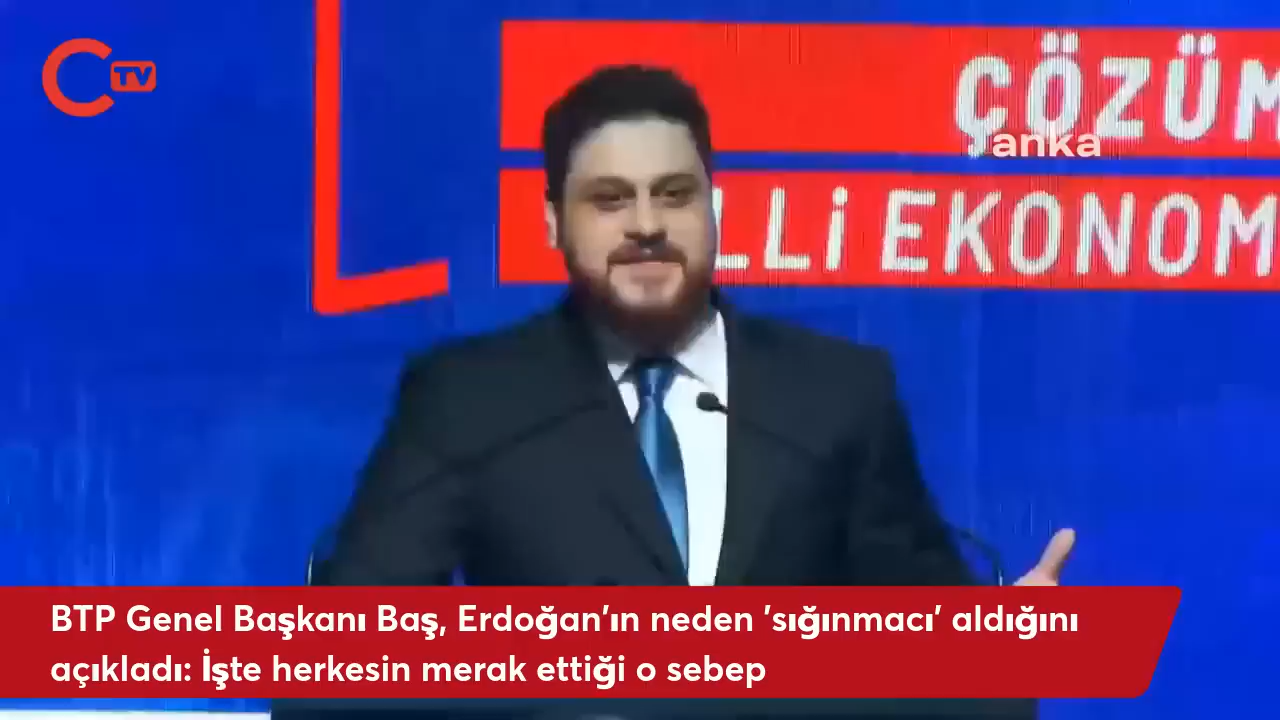 TV
ÇÖZÜM
anka
LLİ EKONOM
BTP Genel Başkanı Baş, Erdoğan'ın neden 'sığınmacı' aldığını
açıkladı: İşte herkesin merak ettiği o sebep